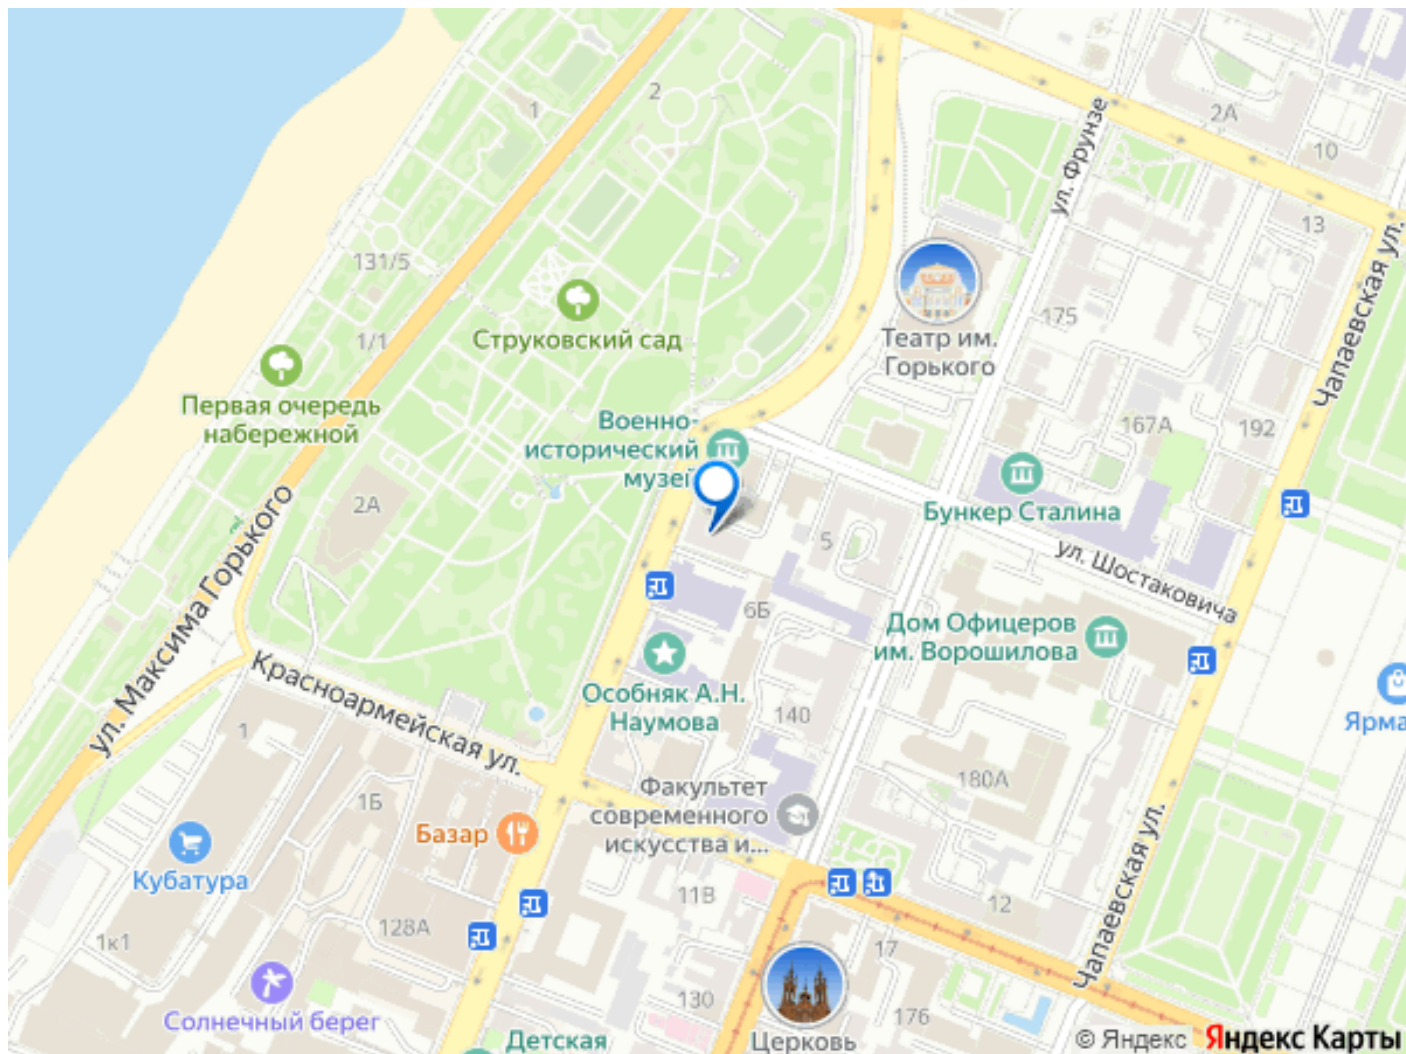 2
1
2А
10
ул. Фрунзе
13
131/5
Чапаевская ул.
175
1/1
Струковский сад
Театр им.
Горького
Первая очередь
набережной
Военно-
исторический
музей
167А
192
2А
Бункер Сталина
5
ул. Шостаковича
ул. Максима Горького
6Б
Дом Офицеров
им. Ворошилова
Красноармейская ул.
Особняк А.Н.
Наумова
140
Ярма
1
180А
Факультет
современного
искусства и...
1Б
Базар
Кубатура
11В
12
Чапаевская ул.
128А
1к1
17
130
176
Солнечный берег
Детская
Церковь
© Яндекс Яндекс Карты